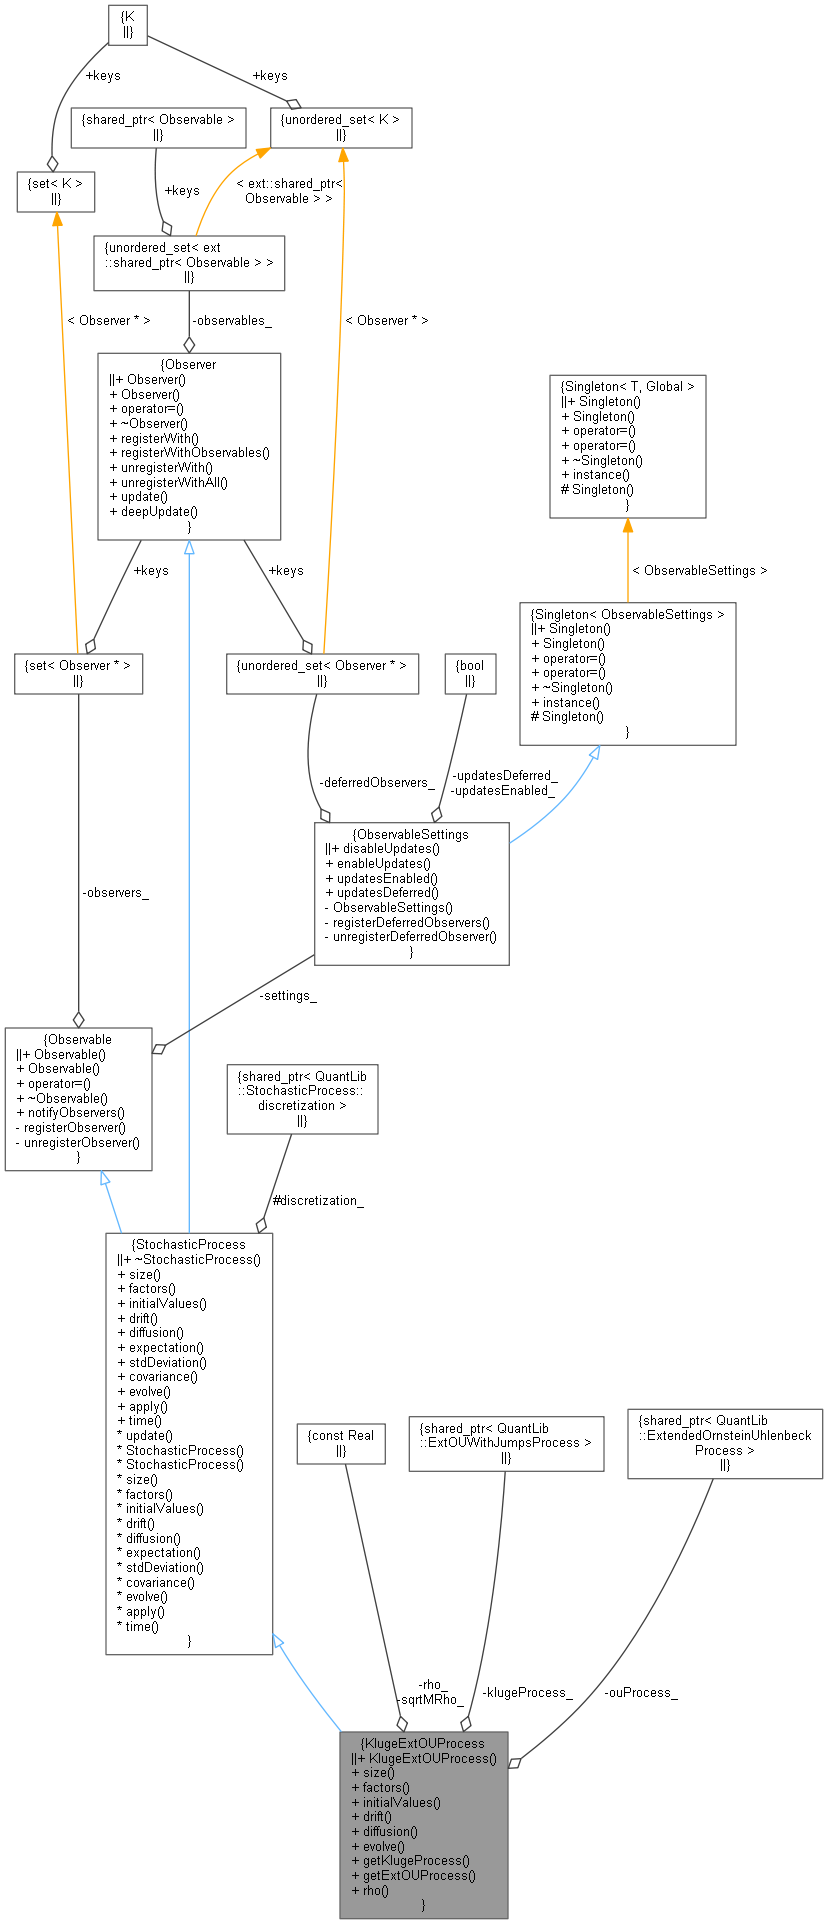 {K
||}
+keys
+keys
{shared_ptr< Observable >
||}
{unordered_set< K >
||}
{set< K >
||}
+keys
< ext::shared_ptr<
Observable > >
{unordered_set< ext
::shared_ptr< Observable > >
||}
< Observer * >
-observables_
< Observer * >
{Observer
||+ Observer()
+ Observer()
+ operator=()
+ ~Observer()
+ registerWith()
+ registerWithObservables()
+ unregisterWith()
+ unregisterWithAll()
+ update()
+ deepUpdate()
}
{Singleton< T, Global >
||+ Singleton()
+ Singleton()
+ operator=()
+ operator=()
+ ~Singleton()
+ instance()
# Singleton()
}
+keys
+keys
< ObservableSettings >
{set< Observer * >
||}
{unordered_set< Observer * >
||}
{bool
||}
{Singleton< ObservableSettings >
||+ Singleton()
+ Singleton()
+ operator=()
+ operator=()
+ ~Singleton()
+ instance()
# Singleton()
}
-deferredObservers_
-updatesDeferred_
-updatesEnabled_
{ObservableSettings
||+ disableUpdates()
+ enableUpdates()
+ updatesEnabled()
+ updatesDeferred()
- ObservableSettings()
- registerDeferredObservers()
- unregisterDeferredObserver()
}
-observers_
-settings_
{Observable
||+ Observable()
+ Observable()
+ operator=()
+ ~Observable()
+ notifyObservers()
- registerObserver()
- unregisterObserver()
}
{shared_ptr< QuantLib
::StochasticProcess::
discretization >
||}
#discretization_
{StochasticProcess
||+ ~StochasticProcess()
+ size()
+ factors()
+ initialValues()
+ drift()
+ diffusion()
+ expectation()
+ stdDeviation()
+ covariance()
+ evolve()
+ apply()
+ time()
* update()
* StochasticProcess()
* StochasticProcess()
* size()
* factors()
* initialValues()
* drift()
* diffusion()
* expectation()
* stdDeviation()
* covariance()
* evolve()
* apply()
* time()
}
{const Real
||}
{shared_ptr< QuantLib
::ExtOUWithJumpsProcess >
||}
{shared_ptr< QuantLib
::ExtendedOrnsteinUhlenbeck
Process >
||}
-rho_
-sqrtMRho_
-klugeProcess_
-ouProcess_
{KlugeExtOUProcess
||+ KlugeExtOUProcess()
+ size()
+ factors()
+ initialValues()
+ drift()
+ diffusion()
+ evolve()
+ getKlugeProcess()
+ getExtOUProcess()
+ rho()
}